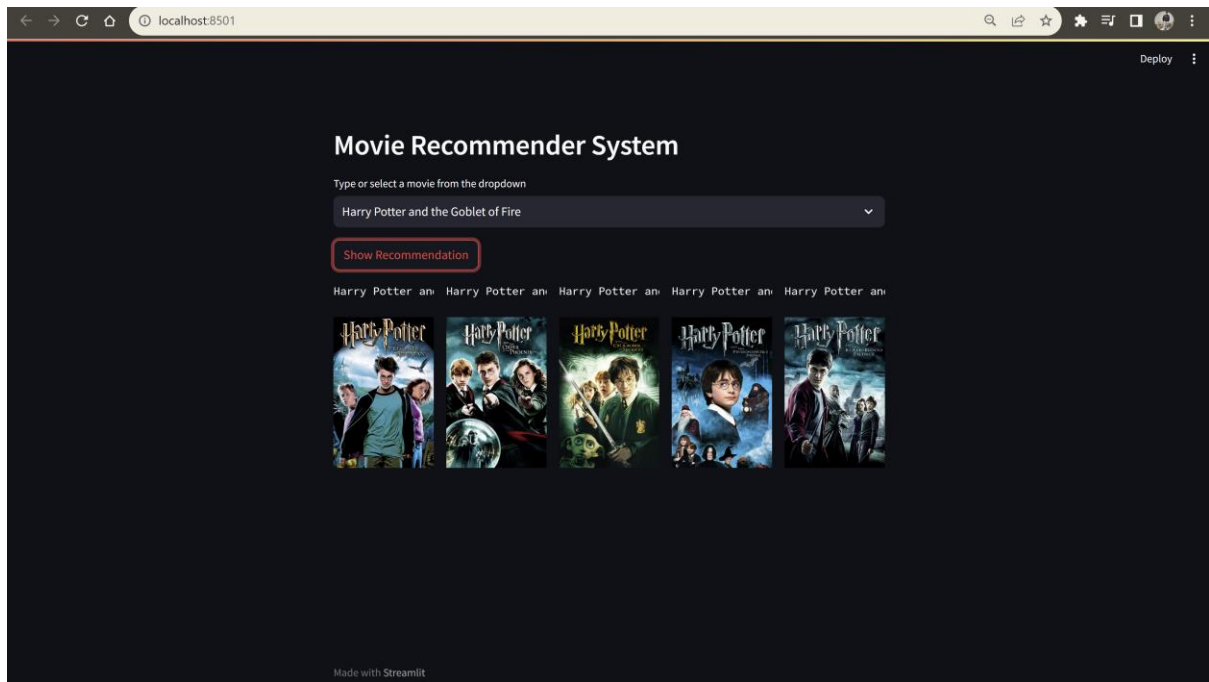 localhost:8501
Deploy
Movie Recommender System
Type or select a movie from the dropdown
Harry Potter and the Goblet of Fire
Show Recommendation
Harry Potter an Harry Potter an Harry Potter an Harry Potter an Harry Potter an
Harry Potter Harry Potter Harry Potter Harry Potter Harry Potter
Made with Streamlit